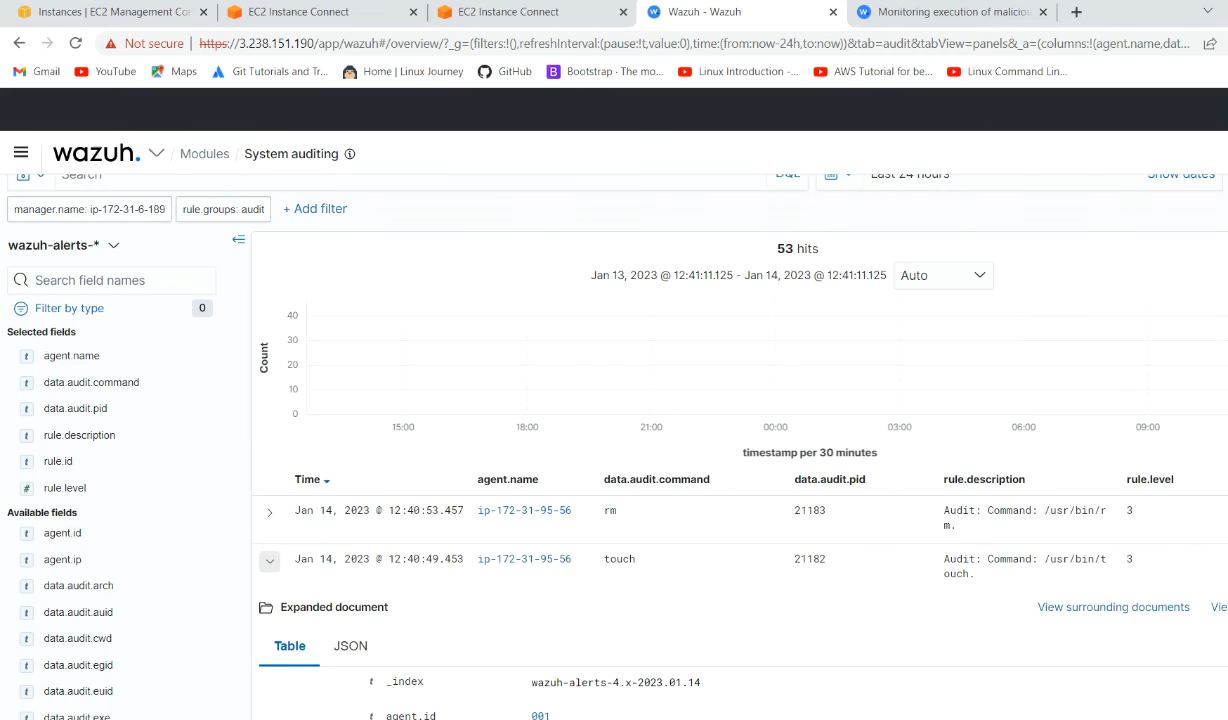 Instances | EC2 Management Con
EC2 Instance Connect
EC2 Instance Connect
Wazuh - Wazuh
Monitoring execution of maliciou
Not secure
https://3.238.151.190/app/wazuh#/overview/?_g=(filters:!(),refreshInterval:(pause:!t,value:0),time:(from:now-24h,to:now))&tab=audit&tabView=panels&_a=(columns:!(agent.name,dat...
Gmail
YouTube
Maps
Git Tutorials and Tr...
Home | Linux Journey
GitHub
Bootstrap · The mo...
Linux Introduction -...
AWS Tutorial for be...
Linux Command Lin...
wazuh.
/ Modules / System auditing
Search
DQL
Last 24 hours
Show dates
manager.name: ip-172-31-6-189
rule.groups: audit
+ Add filter
wazuh-alerts-*
Search field names
Filter by type 0
Selected fields
t agent.name
t data.audit.command
t data.audit.pid
t rule.description
t rule.id
# rule.level
Available fields
t agent.id
t agent.ip
t data.audit.arch
t data.audit.auid
t data.audit.cwd
t data.audit.egid
t data.audit.euid
t data.audit.exe
53 hits
Jan 13, 2023 @ 12:41:11.125 - Jan 14, 2023 @ 12:41:11.125
Auto
Count
40
30
20
10
0
15:00 18:00 21:00 00:00 03:00 06:00 09:00
timestamp per 30 minutes
Time agent.name data.audit.command data.audit.pid rule.description rule.level
Jan 14, 2023 @ 12:40:53.457 ip-172-31-95-56 rm 21183 Audit: Command: /usr/bin/r 3
m.
Jan 14, 2023 @ 12:40:49.453 ip-172-31-95-56 touch 21182 Audit: Command: /usr/bin/t 3
ouch.
Expanded document
View surrounding documents
Vie
Table JSON
t _index wazuh-alerts-4.x-2023.01.14
t agent.id 001